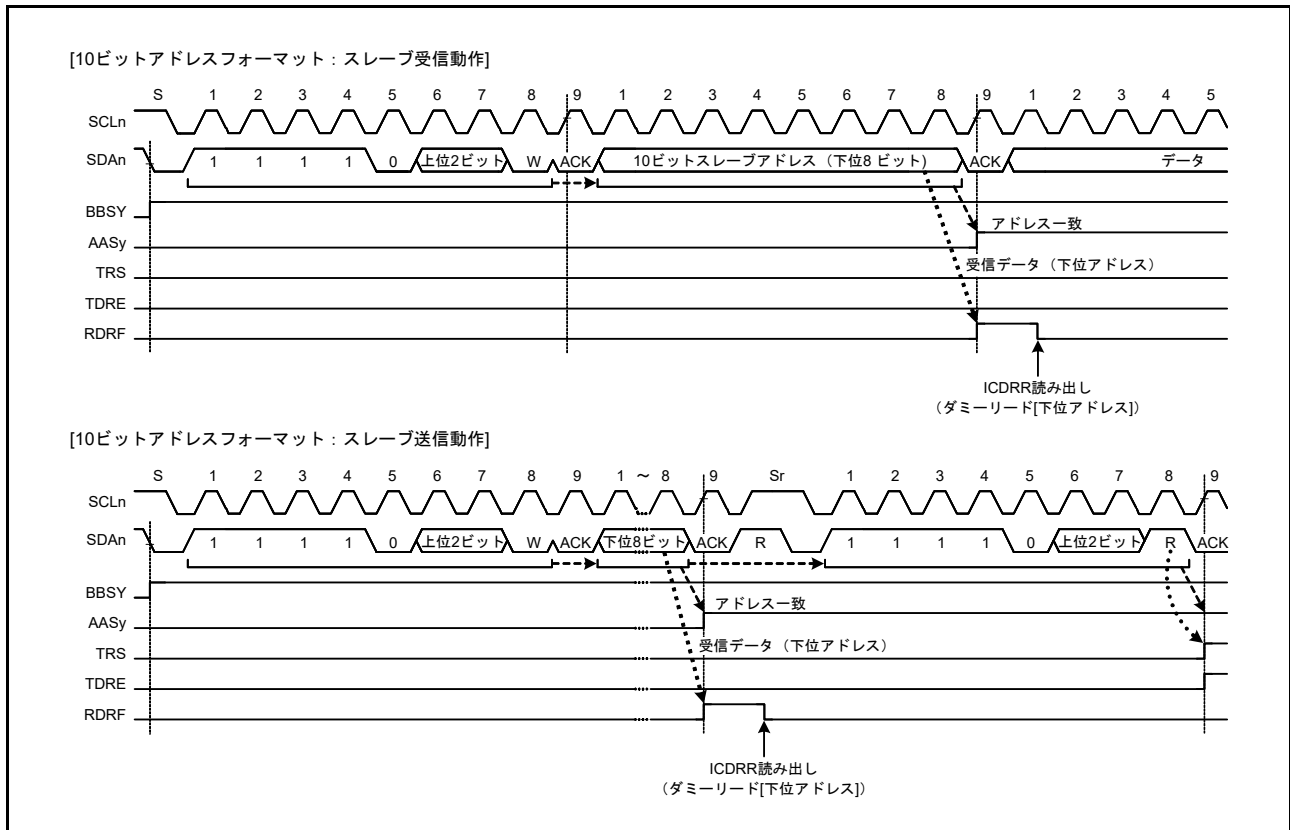 [10ビットアドレスフォーマット：スレーブ受信動作]
S 1 2 3 4 5 6 7 8 9 1 2 3 4 5 6 7 8 9 1 2 3 4 5
SCLn
SDAn 1 1 1 1 0 上位2ビット W ACK 10ビットスレーブアドレス（下位8 ビット) ACK データ
BBSY
アドレス一致
AASy
受信データ（下位アドレス）
TRS
TDRE
RDRF
ICDRR読み出し
（ダミーリード[下位アドレス]）
[10ビットアドレスフォーマット：スレーブ送信動作]
S 1 2 3 4 5 6 7 8 9 1 ～ 8 9 Sr 1 2 3 4 5 6 7 8 9
SCLn
SDAn 1 1 1 1 0 上位2ビット W ACK 下位8ビット ACK R 1 1 1 1 0 上位2ビット R ACK
BBSY
アドレス一致
AASy
受信データ（下位アドレス）
TRS
TDRE
RDRF
ICDRR読み出し
（ダミーリード[下位アドレス]）